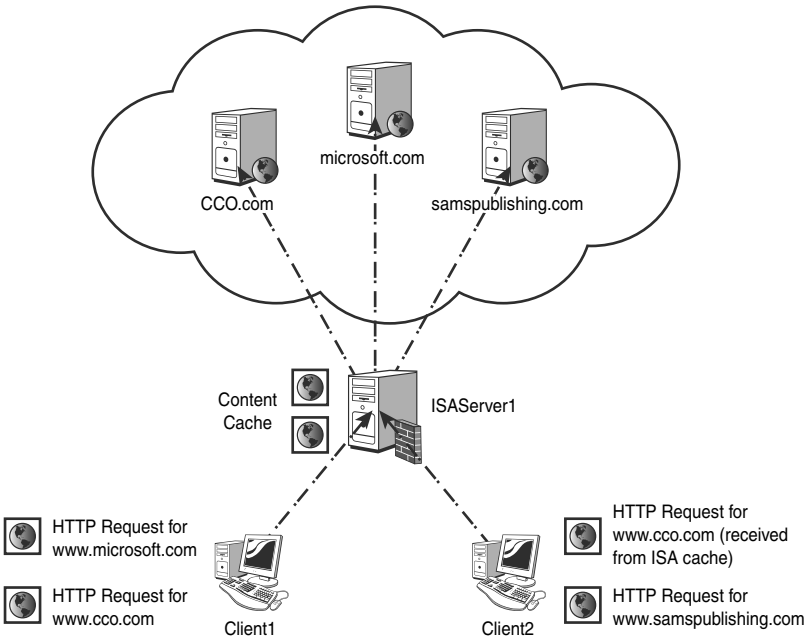 microsoft.com
CCO.com
samspublishing.com
Content
Cache
ISAServer1
HTTP Request for
www.microsoft.com
HTTP Request for
www.cco.com
Client1
HTTP Request for
www.cco.com (received
from ISA cache)
HTTP Request for
www.samspublishing.com
Client2